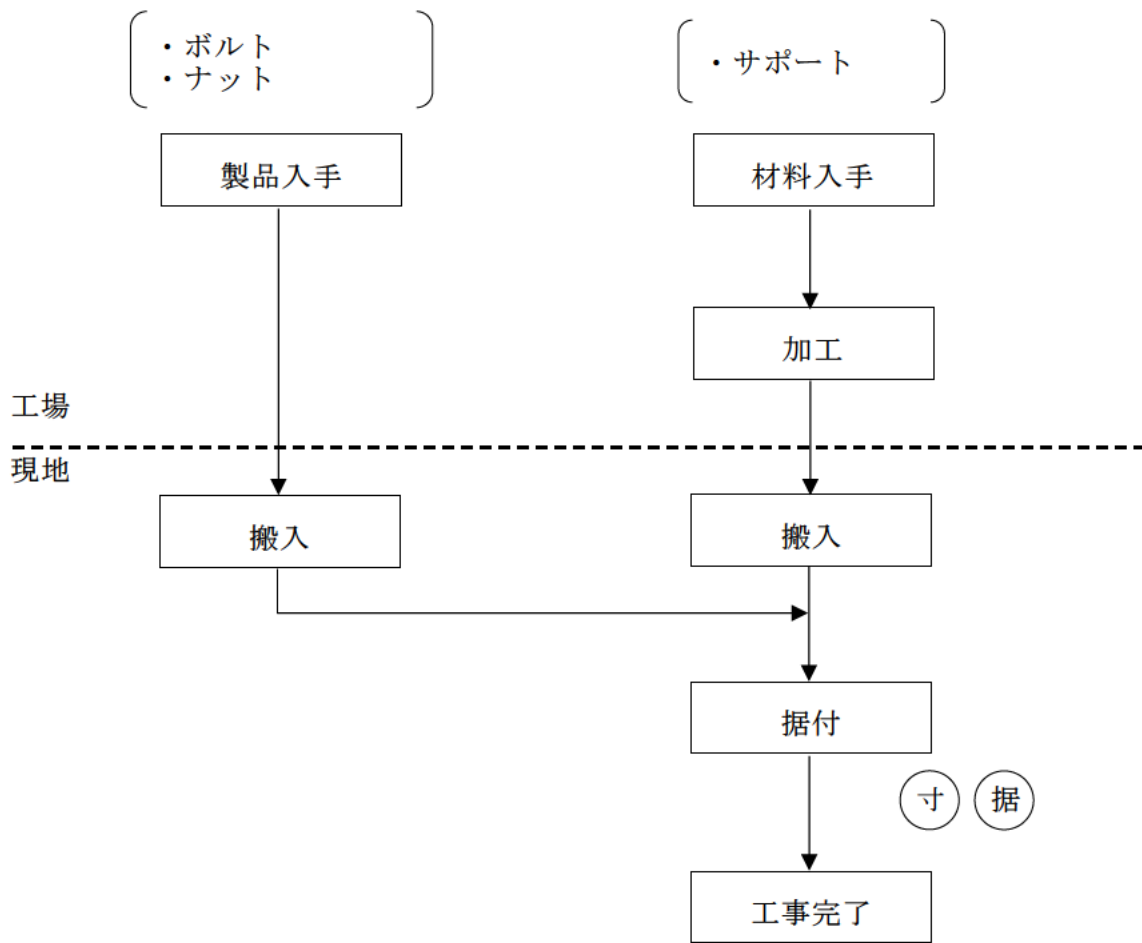 ・ボルト
・ナット
・サポート
製品入手
材料入手
加工
工場
現地
搬入
搬入
据付
寸
据
工事完了